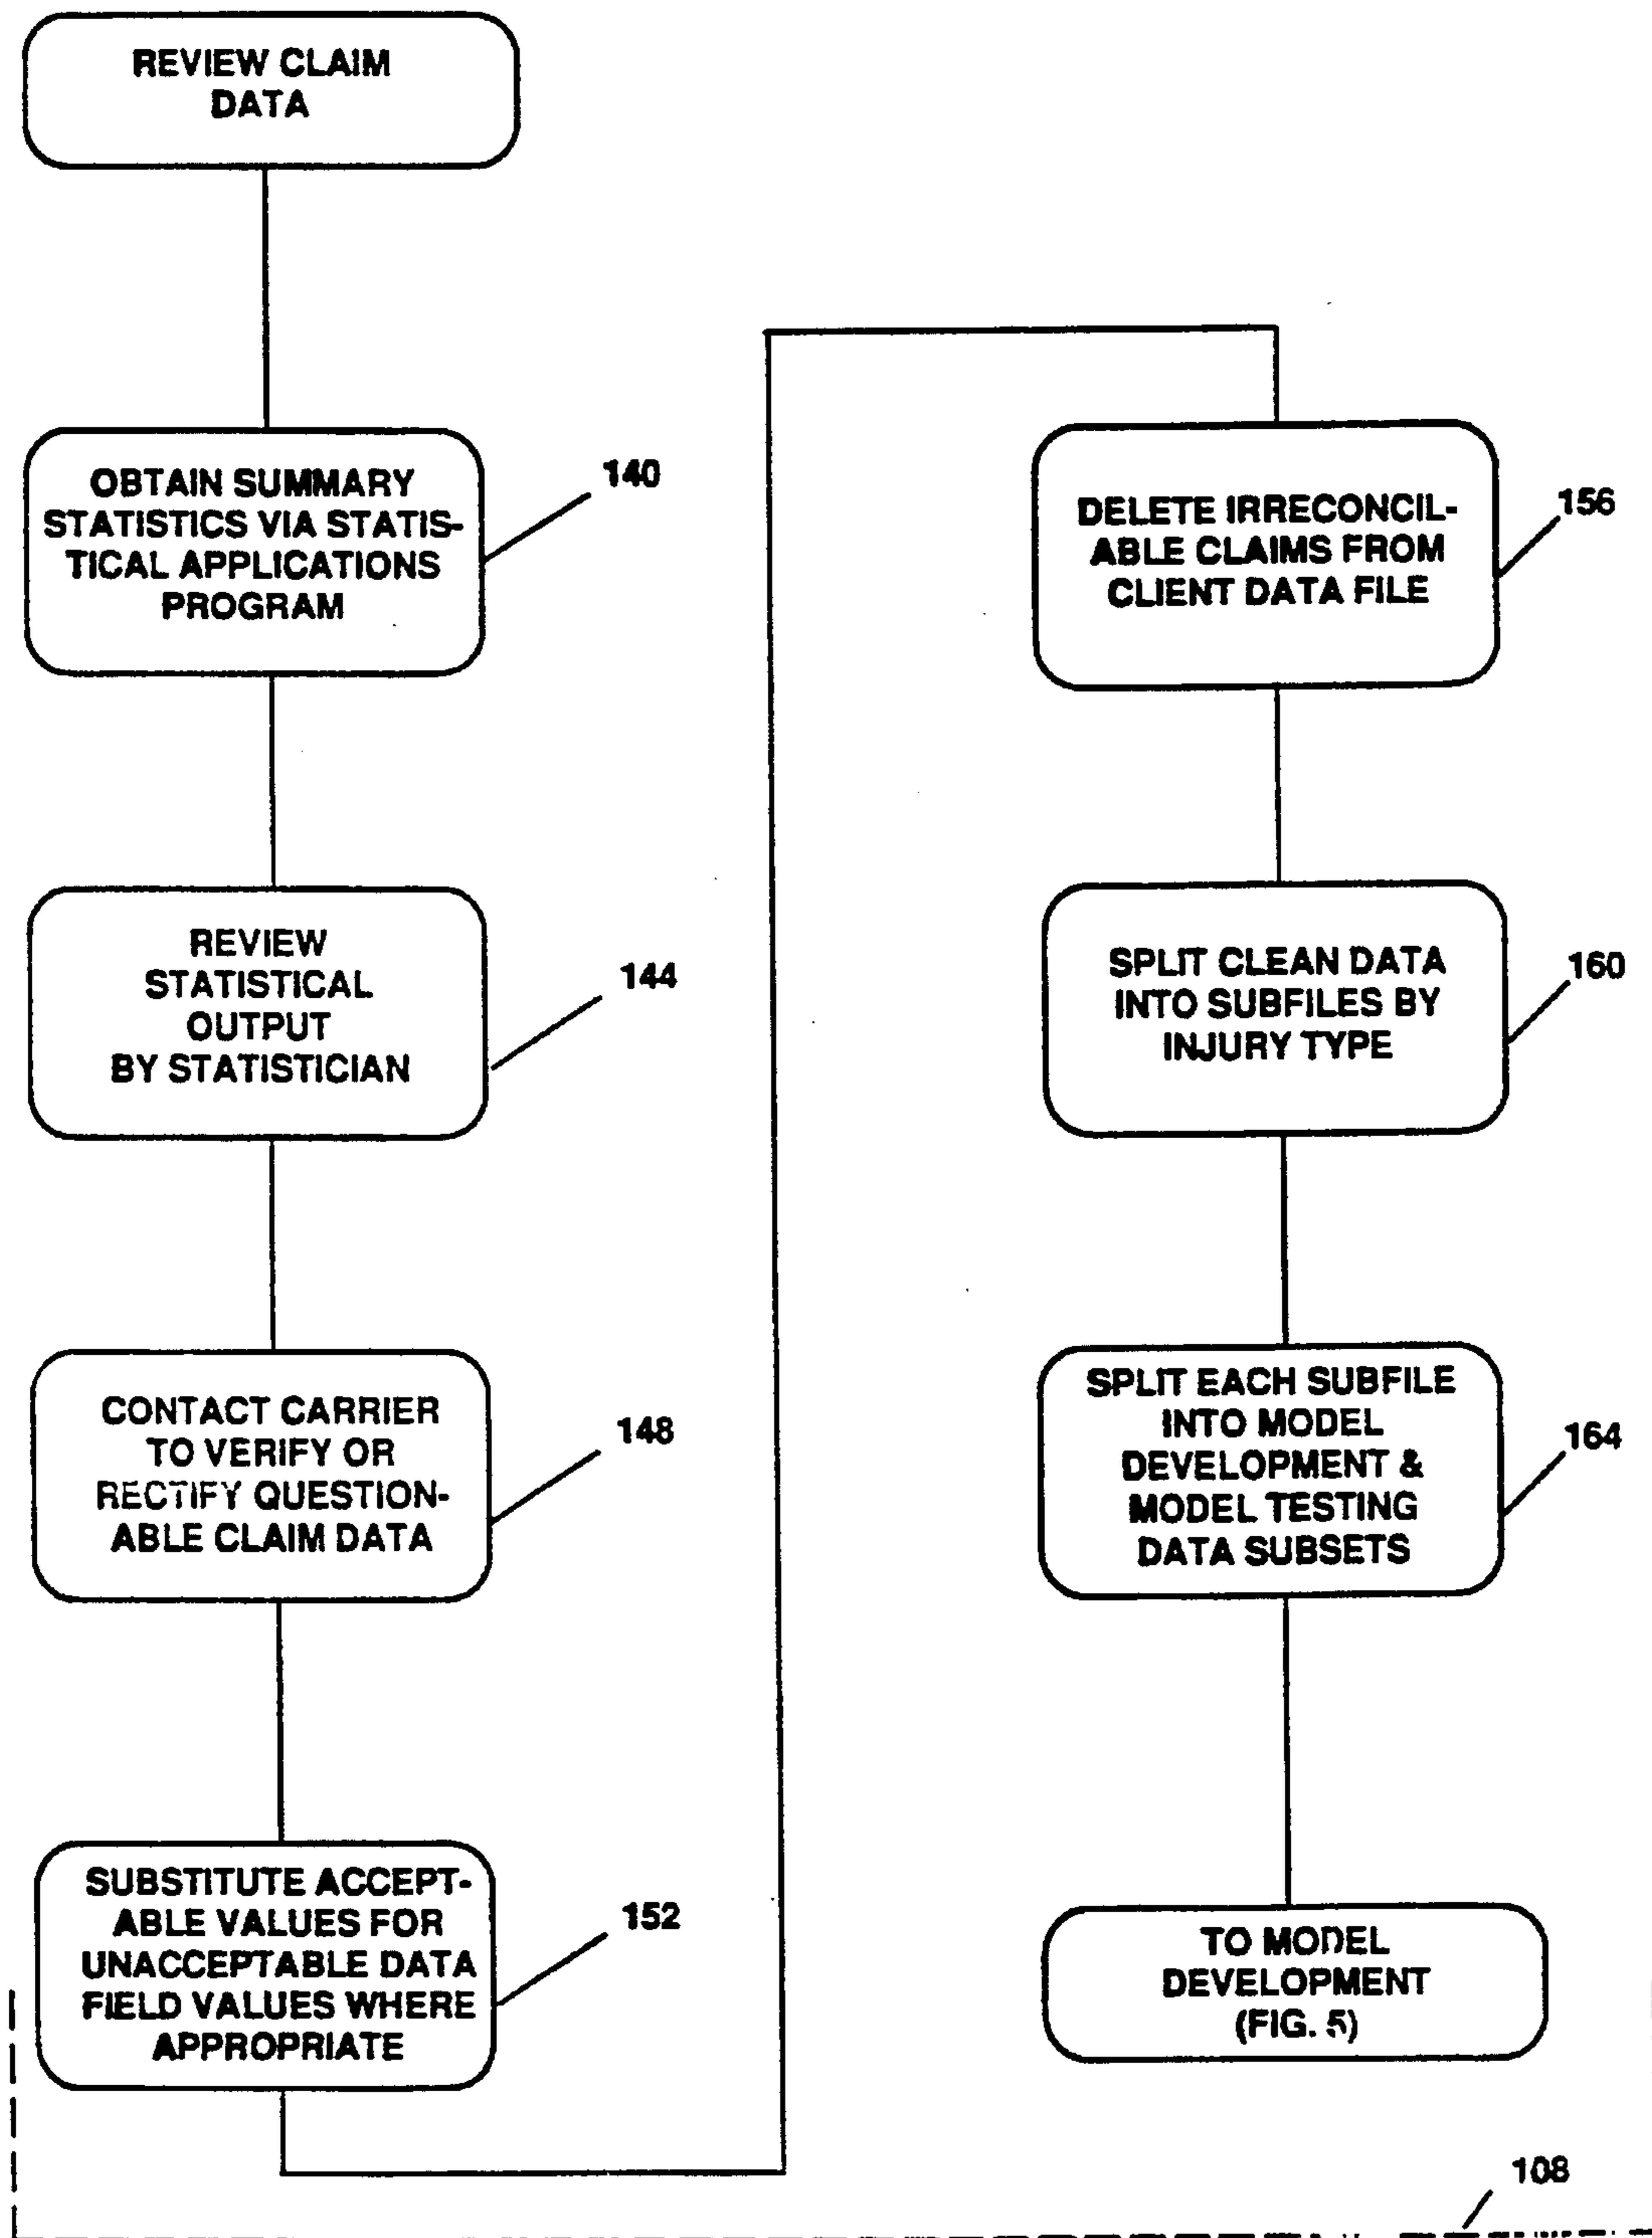 REVIEW CLAIM
DATA
OBTAIN SUMMARY
STATISTICS VIA STATIS-
TICAL APPLICATIONS
PROGRAM
140
REVIEW
STATISTICAL
OUTPUT
BY STATISTICIAN
144
CONTACT CARRIER
TO VERIFY OR
RECTIFY QUESTION-
ABLE CLAIM DATA
148
SUBSTITUTE ACCEPT-
ABLE VALUES FOR
UNACCEPTABLE DATA
FIELD VALUES WHERE
APPROPRIATE
152
DELETE IRRECONCIL-
ABLE CLAIMS FROM
CLIENT DATA FILE
156
SPLIT CLEAN DATA
INTO SUBFILES BY
INJURY TYPE
160
SPLIT EACH SUBFILE
INTO MODEL
DEVELOPMENT &
MODEL TESTING
DATA SUBSETS
164
TO MODEL
DEVELOPMENT
(FIG. 5)
108